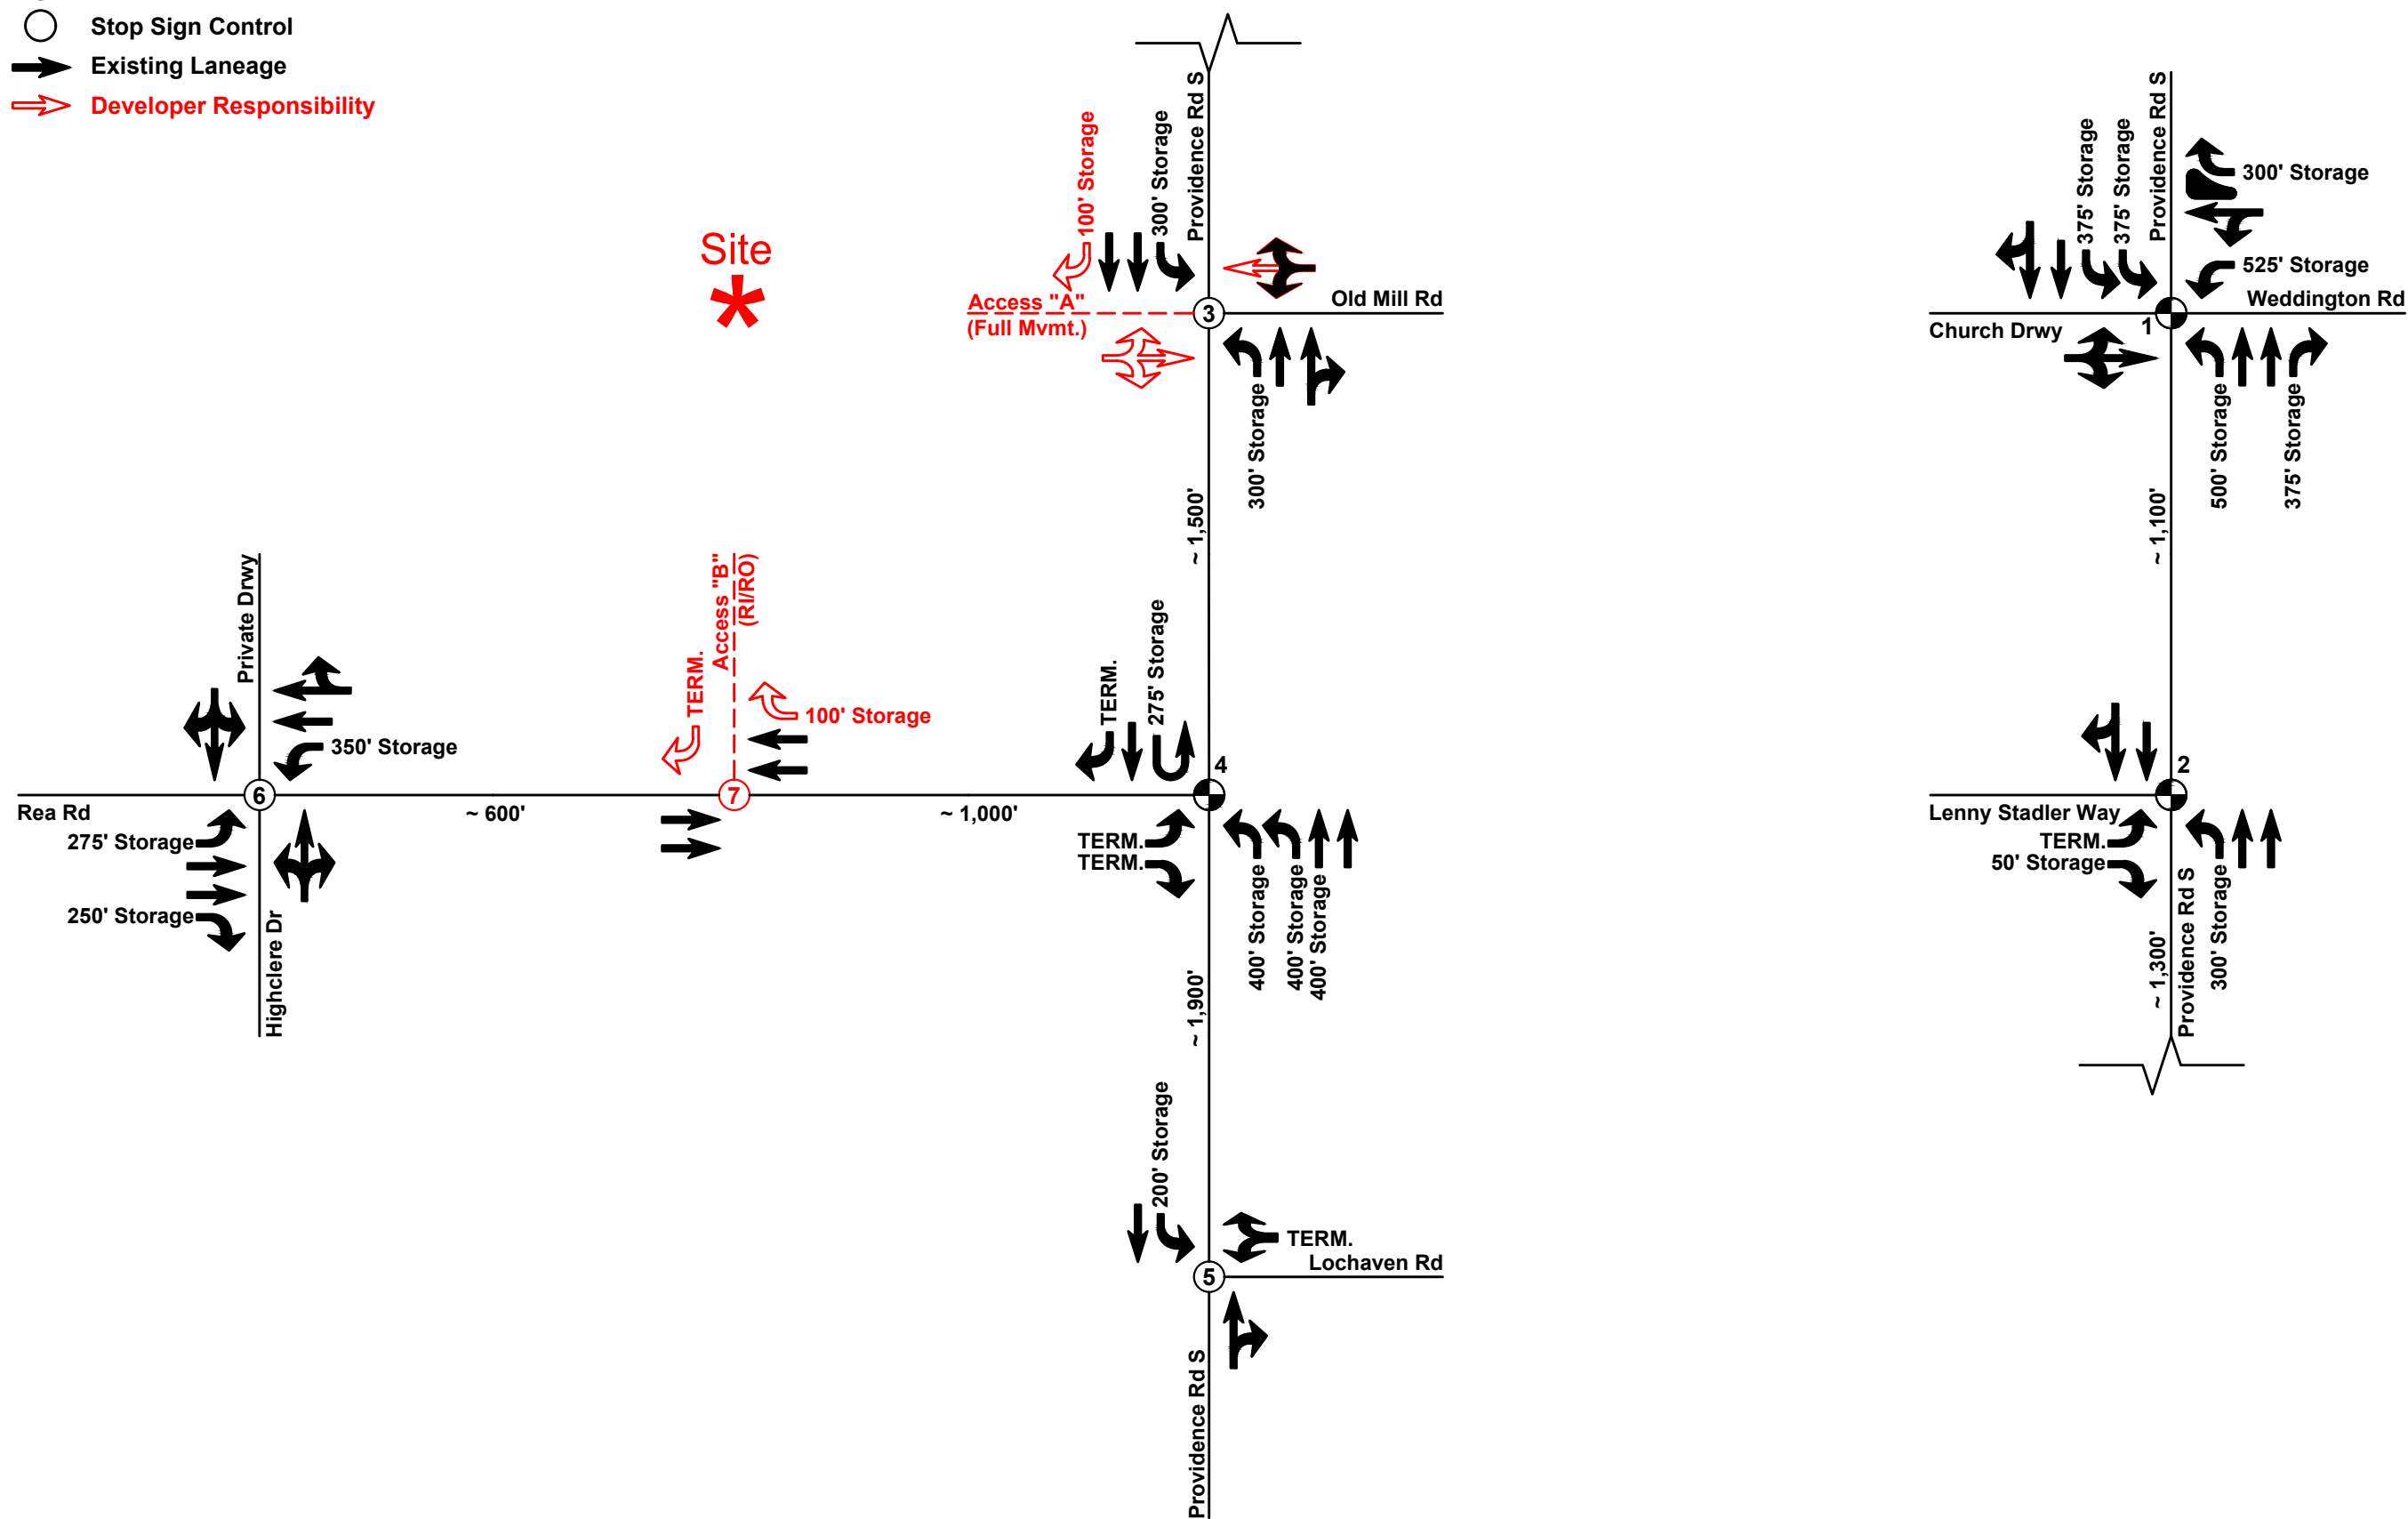 Stop Sign Control
Existing Laneage
Developer Responsibility
Site
100' Storage
300' Storage
Providence Rd S
Access "A"
(Full Mvmt.)
3
Old Mill Rd
300' Storage
~ 1,500'
375' Storage
375' Storage
Providence Rd S
300' Storage
525' Storage
Weddington Rd
Church Drwy
1
500' Storage
375' Storage
~ 1,100'
Private Drwy
350' Storage
6
Rea Rd
275' Storage
250' Storage
Highclere Dr
~ 600'
TERM.
Access "B"
(RI/RO)
100' Storage
7
~ 1,000'
TERM.
275' Storage
4
TERM.
TERM.
400' Storage
400' Storage
400' Storage
~ 1,900'
2
Lenny Stadler Way
TERM.
50' Storage
300' Storage
Providence Rd S
~ 1,300'
200' Storage
TERM.
Lochaven Rd
5
Providence Rd S